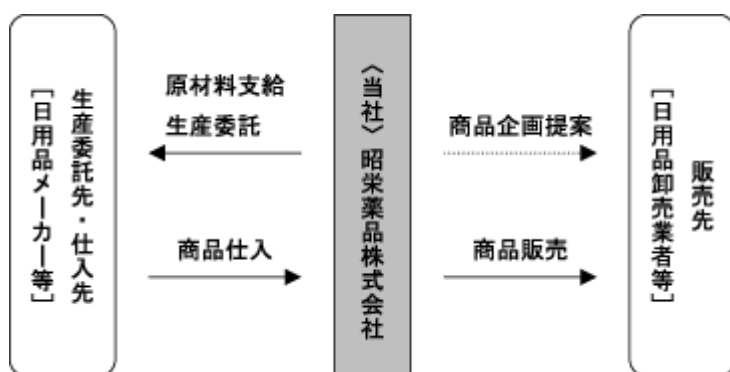 生産委託先・仕入先
[日用品メーカー等]
原材料支給
生産委託
商品仕入
〈当社〉昭栄薬品株式会社
商品企画提案
商品販売
販売先
[日用品卸売業者等]